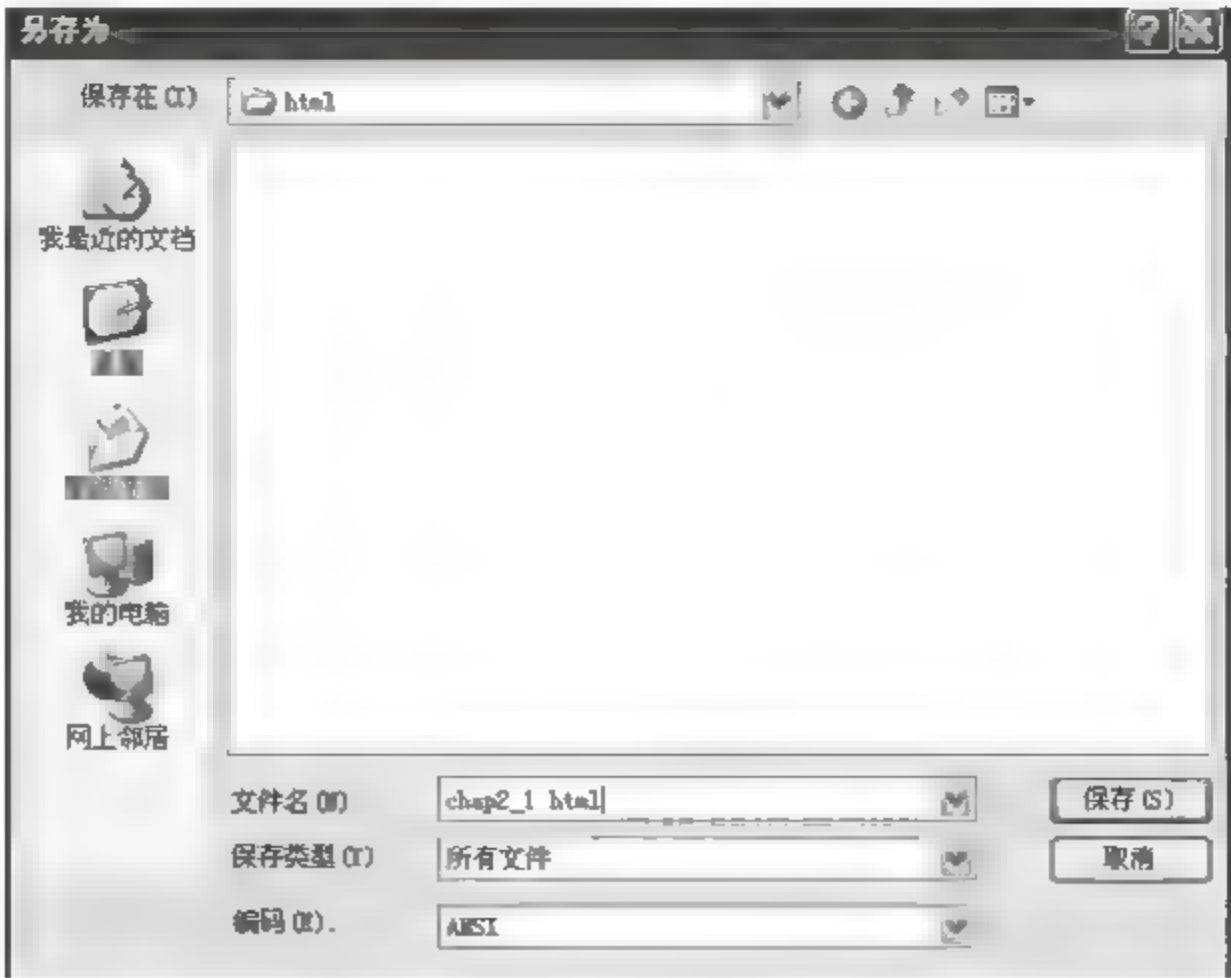 另存为
保存在(I)
html
我最近的文档
我的电脑
网上邻居
文件名(N)
chap2_1 html
保存(S)
保存类型(T)
所有文件
取消
编码(E).
ANSI